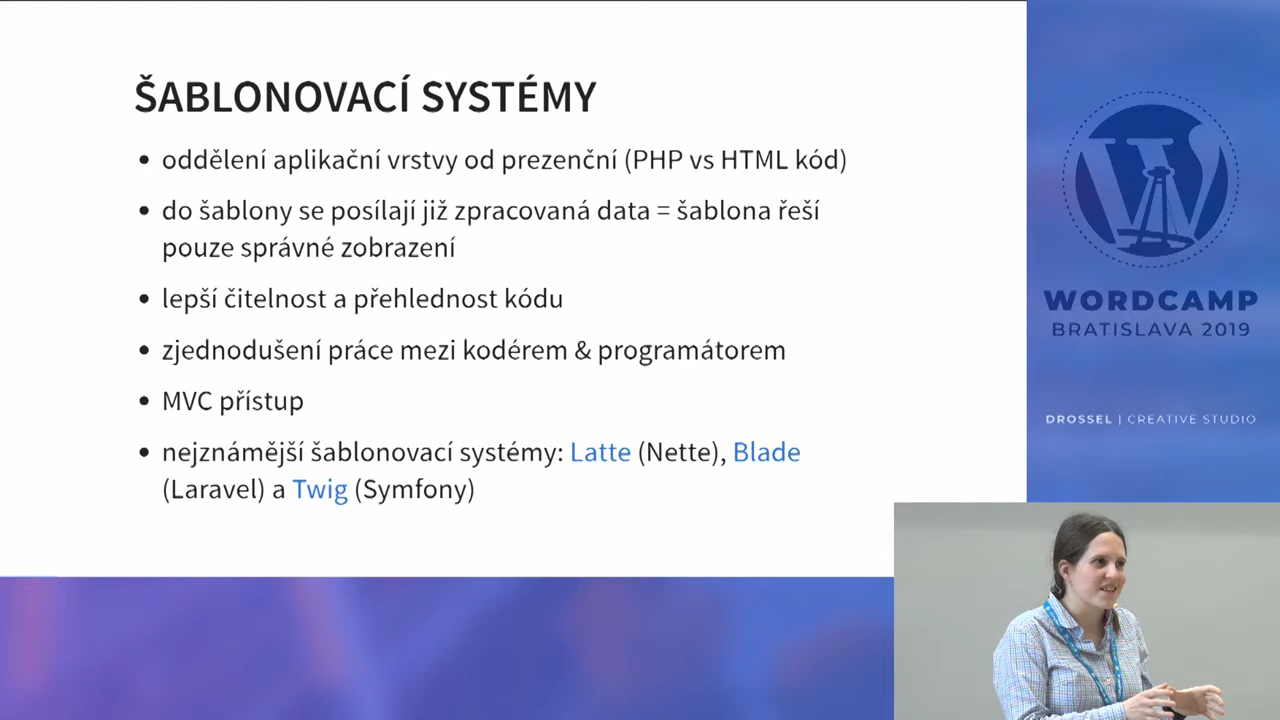 ŠABLONOVACÍ SYSTÉMY
• oddělení aplikační vrstvy od prezenční (PHP vs HTML kód)
• do šablony se posílají již zpracovaná data = šablona řeší
pouze správné zobrazení
• lepší čitelnost a přehlednost kódu
• zjednodušení práce mezi kodérem & programátorem
• MVC přístup
• nejznámější šablonovací systémy: Latte (Nette), Blade
(Laravel) a Twig (Symfony)
WORDCAMP
BRATISLAVA 2019
DROSSEL | CREATIVE STUDIO